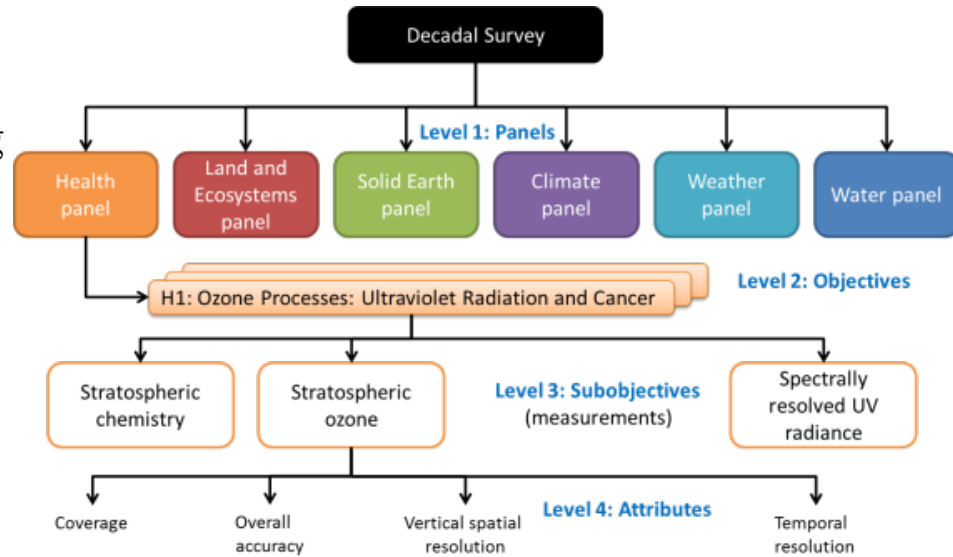 Decadal Survey
Level 1: Panels
g
Health
panel
Land and
Ecosystems
panel
Solid Earth
panel
Climate
panel
Weather
panel
Water panel
Level 2: Objectives
H1: Ozone Processes: Ultraviolet Radiation and Cancer
Stratospheric
chemistry
Stratospheric
ozone
Level 3: Subobjectives
(measurements)
Spectrally
resolved UV
radiance
Level 4: Attributes
Coverage
Overall
accuracy
Vertical spatial
resolution
Temporal
resolution